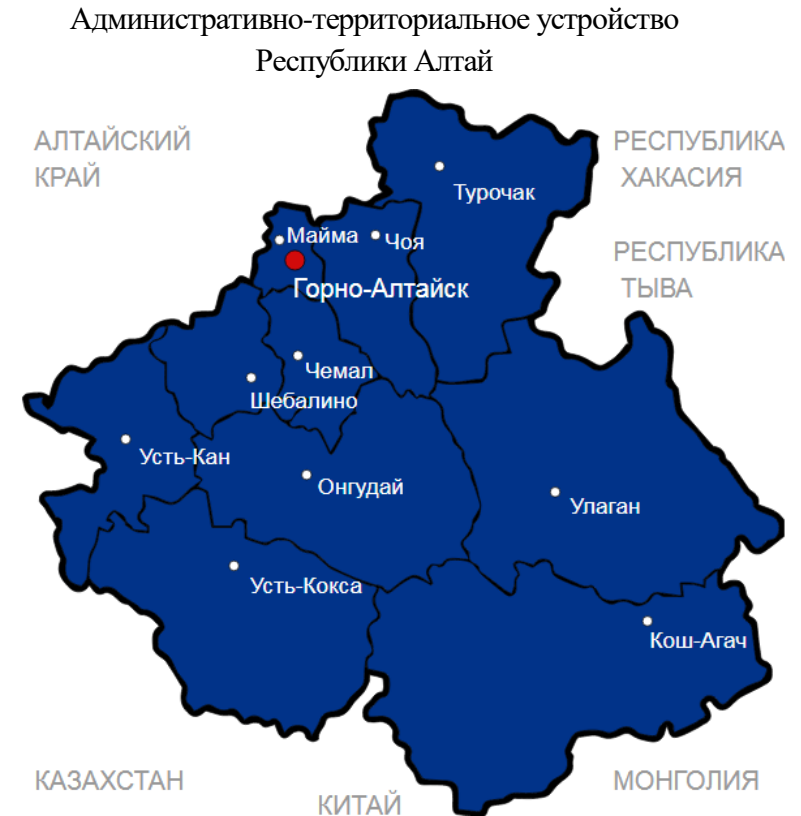 Административно-территориальное устройство
Республики Алтай
АЛТАЙСКИЙ
КРАЙ
РЕСПУБЛИКА
ХАКАСИЯ
Турочак
Майма
Чоя
РЕСПУБЛИКА
ТЫВА
Горно-Алтайск
Чемал
Шебалино
Усть-Кан
Онгудай
Улаган
Усть-Кокса
Кош-Агач
КАЗАХСТАН
КИТАЙ
МОНГОЛИЯ